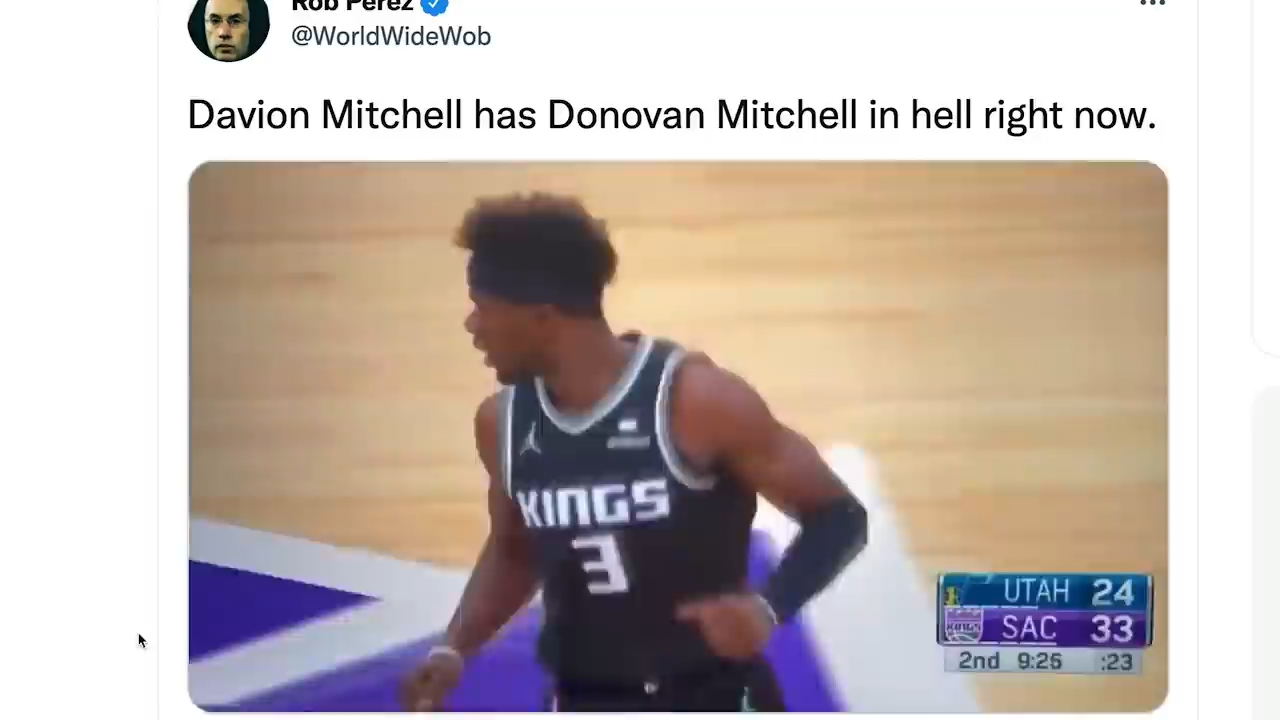 Rob Perez
@WorldWideWob
Davion Mitchell has Donovan Mitchell in hell right now.
KINGS
3
UTAH 24
KINGS SAC 33
2nd 9:26 :23